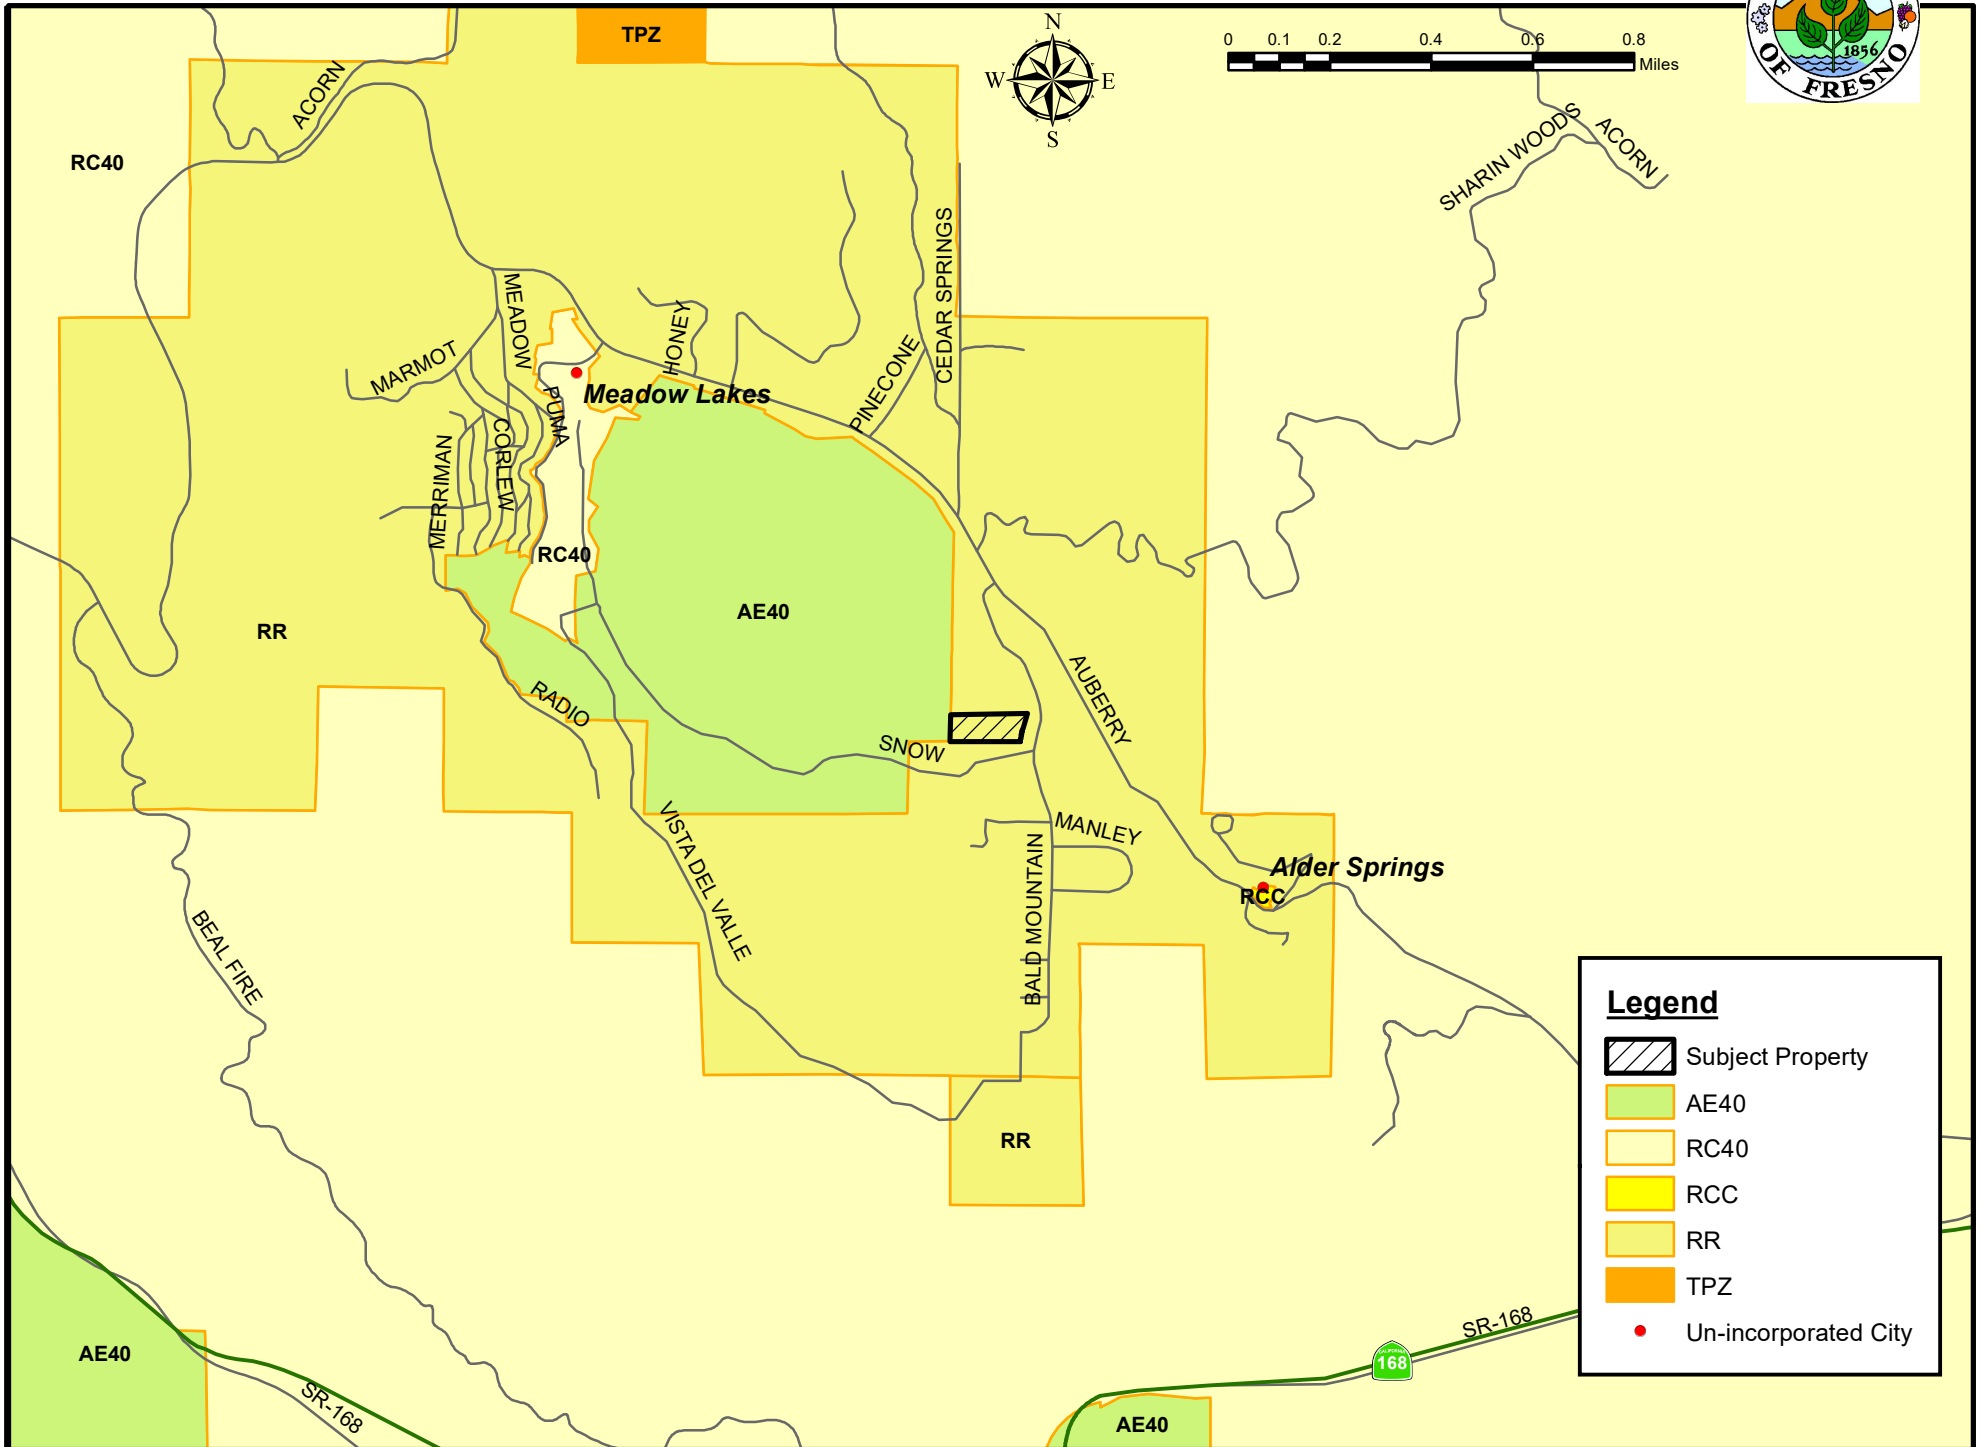 TPZ
N
W
E
S
0 0.1 0.2 0.4 0.6 0.8
Miles
1856
OF FRESNO
ACORN
RC40
SHARIN WOODS
ACORN
CEDAR SPRINGS
MEADOW
HONEY
MARMOT
PINECONE
Meadow Lakes
PUMA
CORLEW
MERRIMAN
RC40
AE40
RR
RADIO
AUBERRY
SNOW
VISTA DEL VALLE
MANLEY
BALD MOUNTAIN
Alder Springs
RCC
BEAL FIRE
RR
Legend
Subject Property
AE40
RC40
RCC
RR
TPZ
Un-incorporated City
SR-168
CALIFORNIA
168
AE40
SR-168
AE40